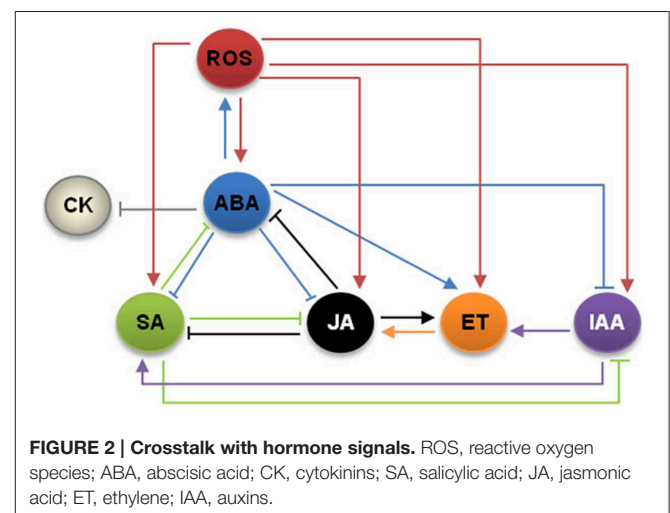 ROS
CK
ABA
SA
JA
ET
IAA
FIGURE 2 | Crosstalk with hormone signals. ROS, reactive oxygen
species; ABA, abscisic acid; CK, cytokinins; SA, salicylic acid; JA, jasmonic
acid; ET, ethylene; IAA, auxins.